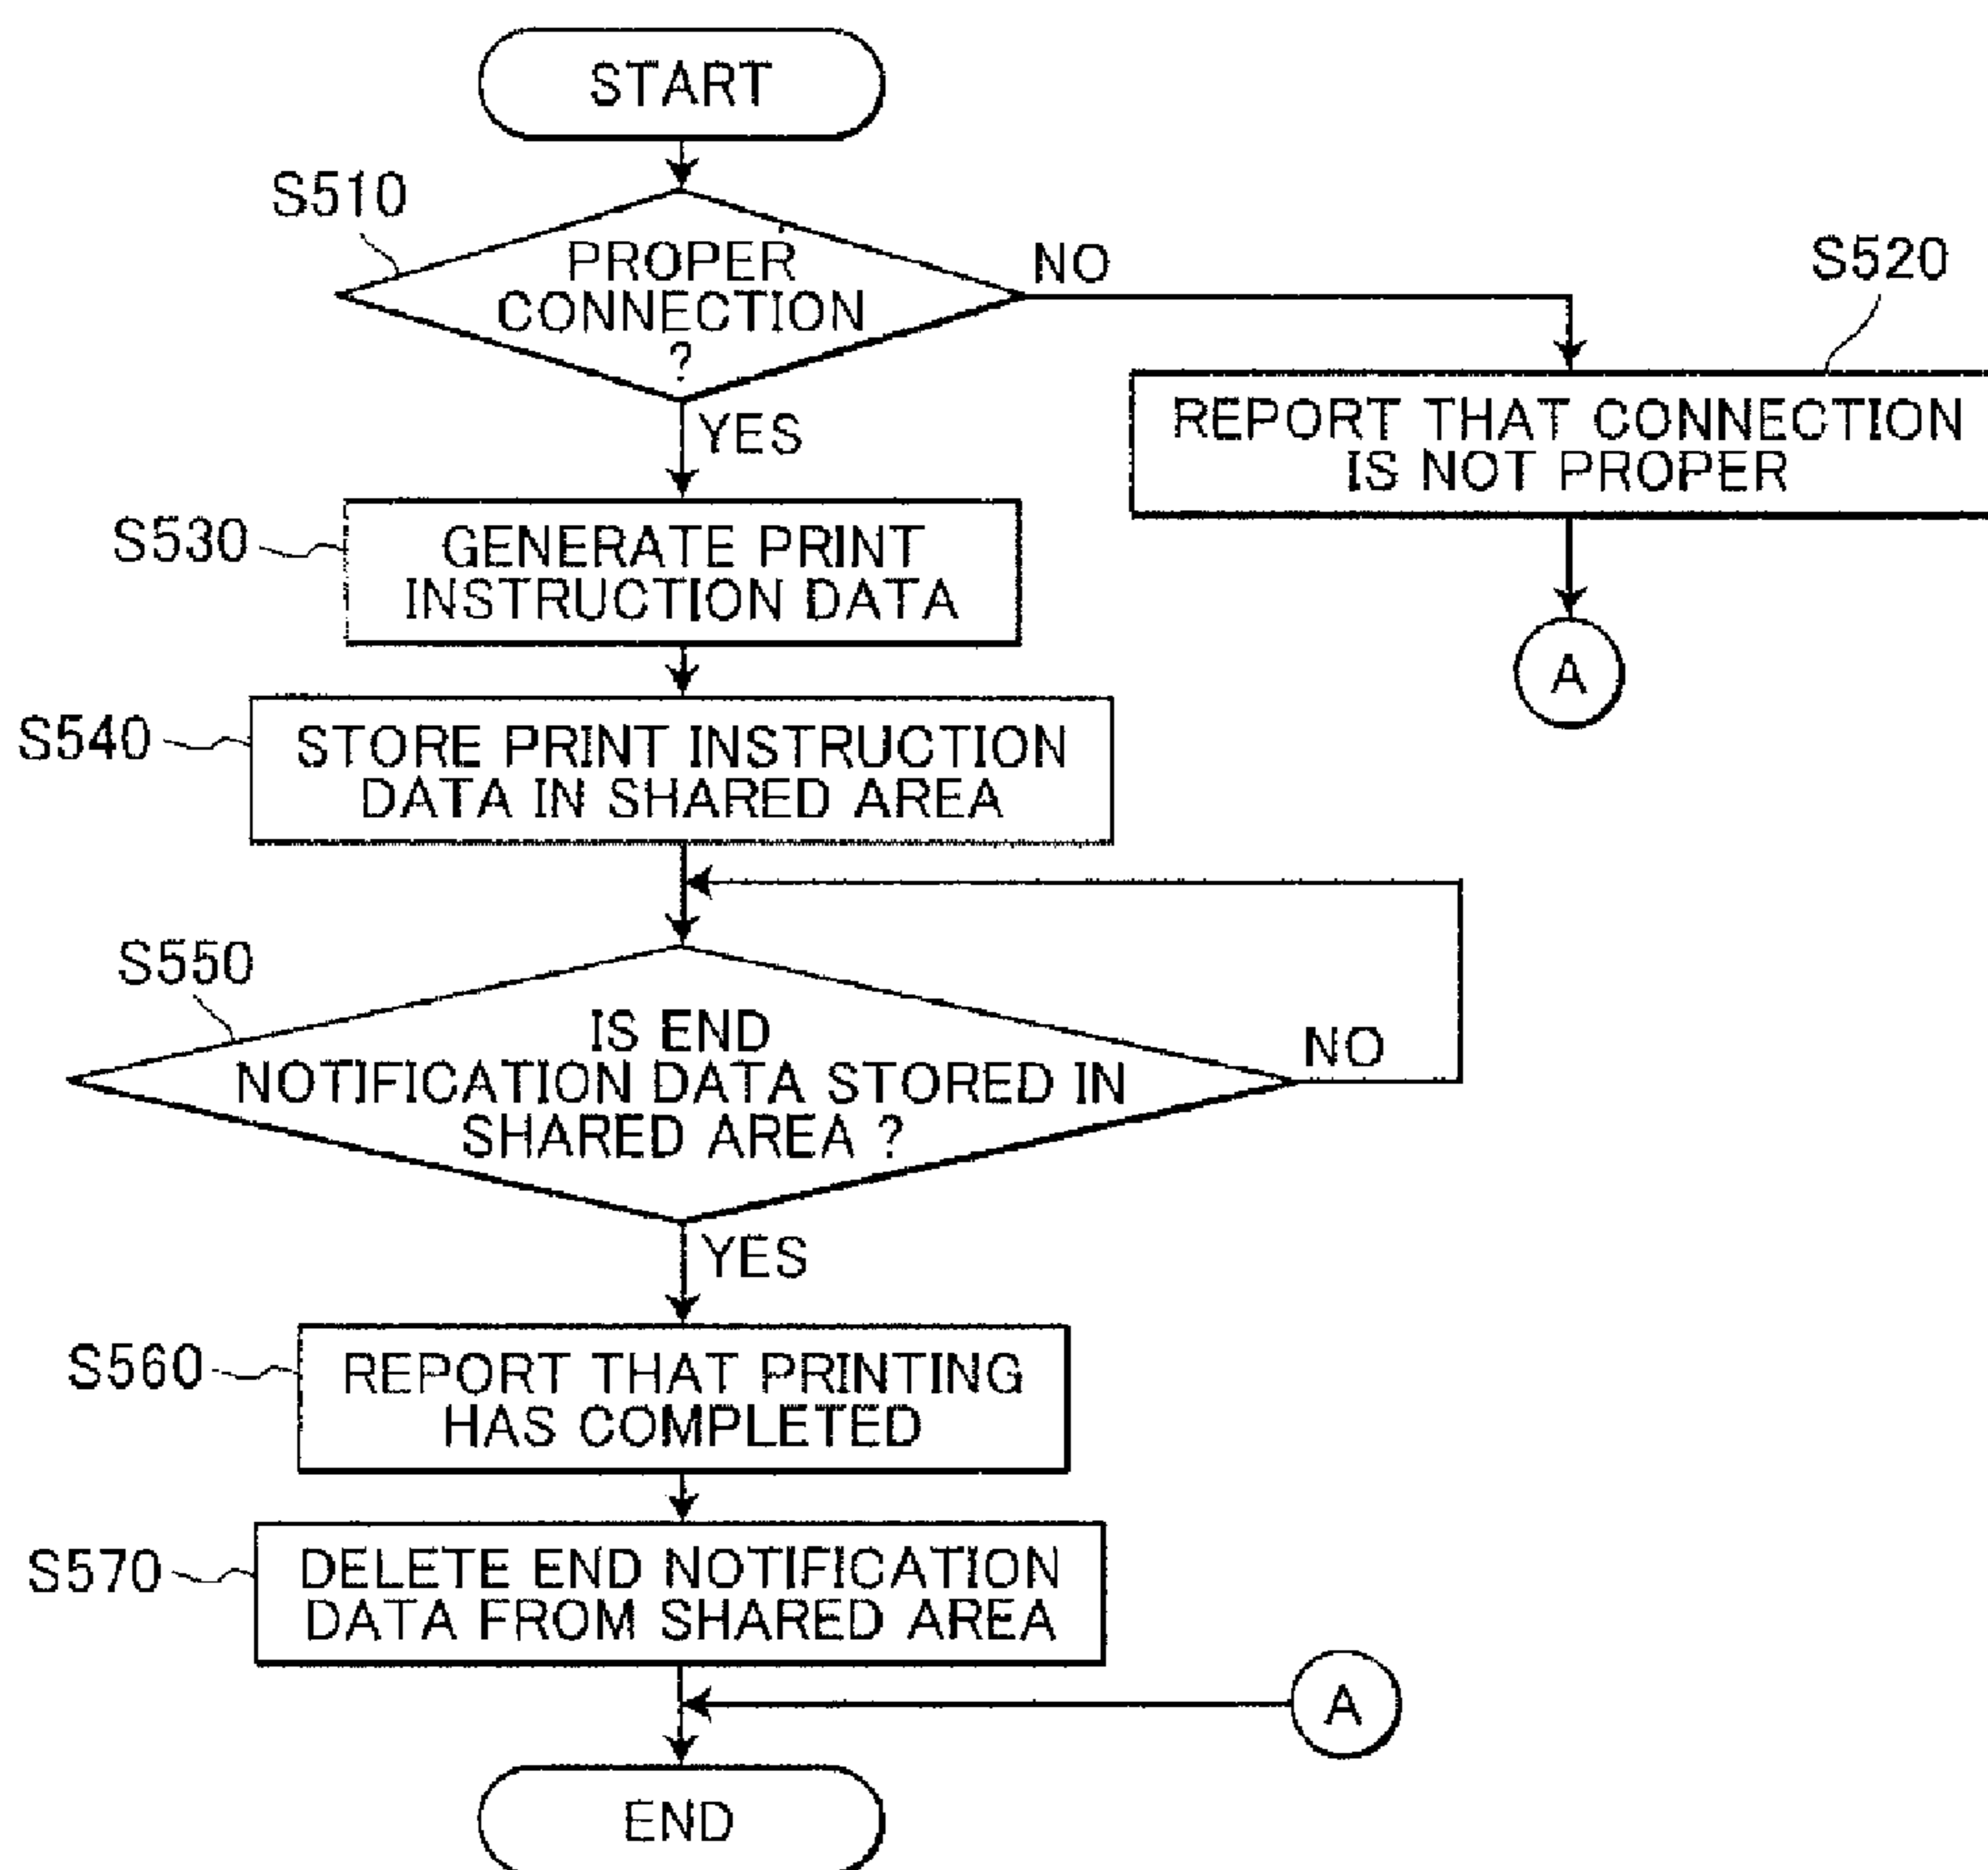 START
S510
PROPER
CONNECTION
?
NO
S520
REPORT THAT CONNECTION
IS NOT PROPER
A
YES
S530
GENERATE PRINT
INSTRUCTION DATA
S540
STORE PRINT INSTRUCTION
DATA IN SHARED AREA
S550
IS END
NOTIFICATION DATA STORED IN
SHARED AREA ?
NO
YES
S560
REPORT THAT PRINTING
HAS COMPLETED
S570
DELETE END NOTIFICATION
DATA FROM SHARED AREA
A
END